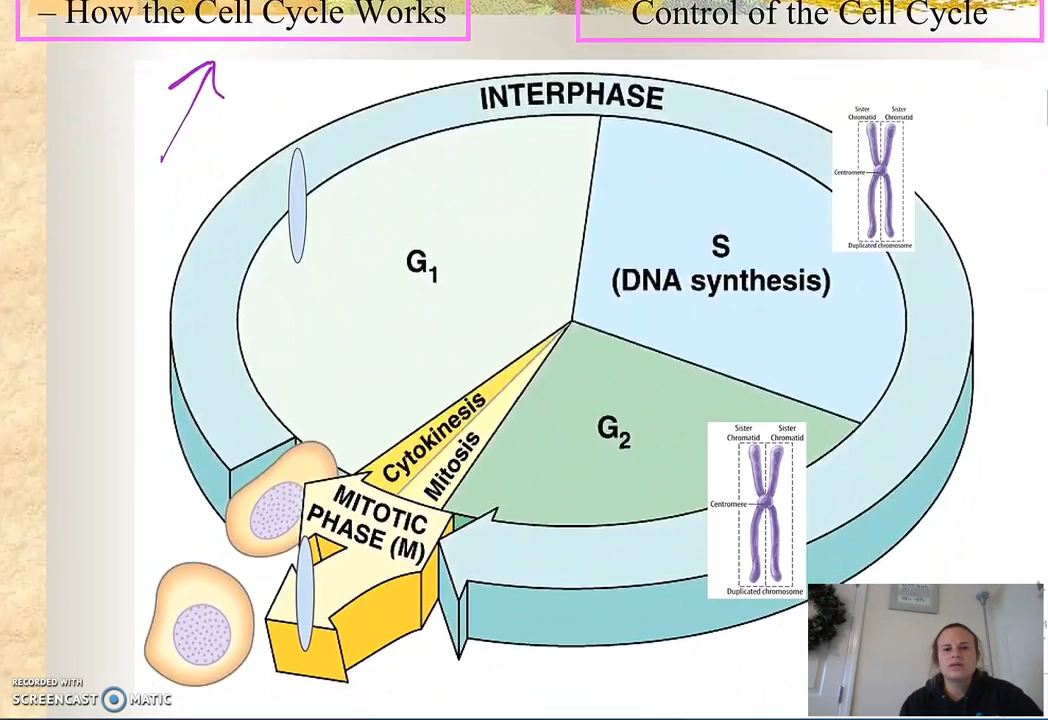 – How the Cell Cycle Works
Control of the Cell Cycle
INTERPHASE
Sister
Chromatid
Sister
Chromatid
Centromere
Duplicated chromosome
G1
S
(DNA synthesis)
Cytokinesis
Mitosis
G2
MITOTIC
PHASE (M)
Sister
Chromatid
Sister
Chromatid
Centromere
Duplicated chromosome
RECORDED WITH
SCREENCAST MATIC